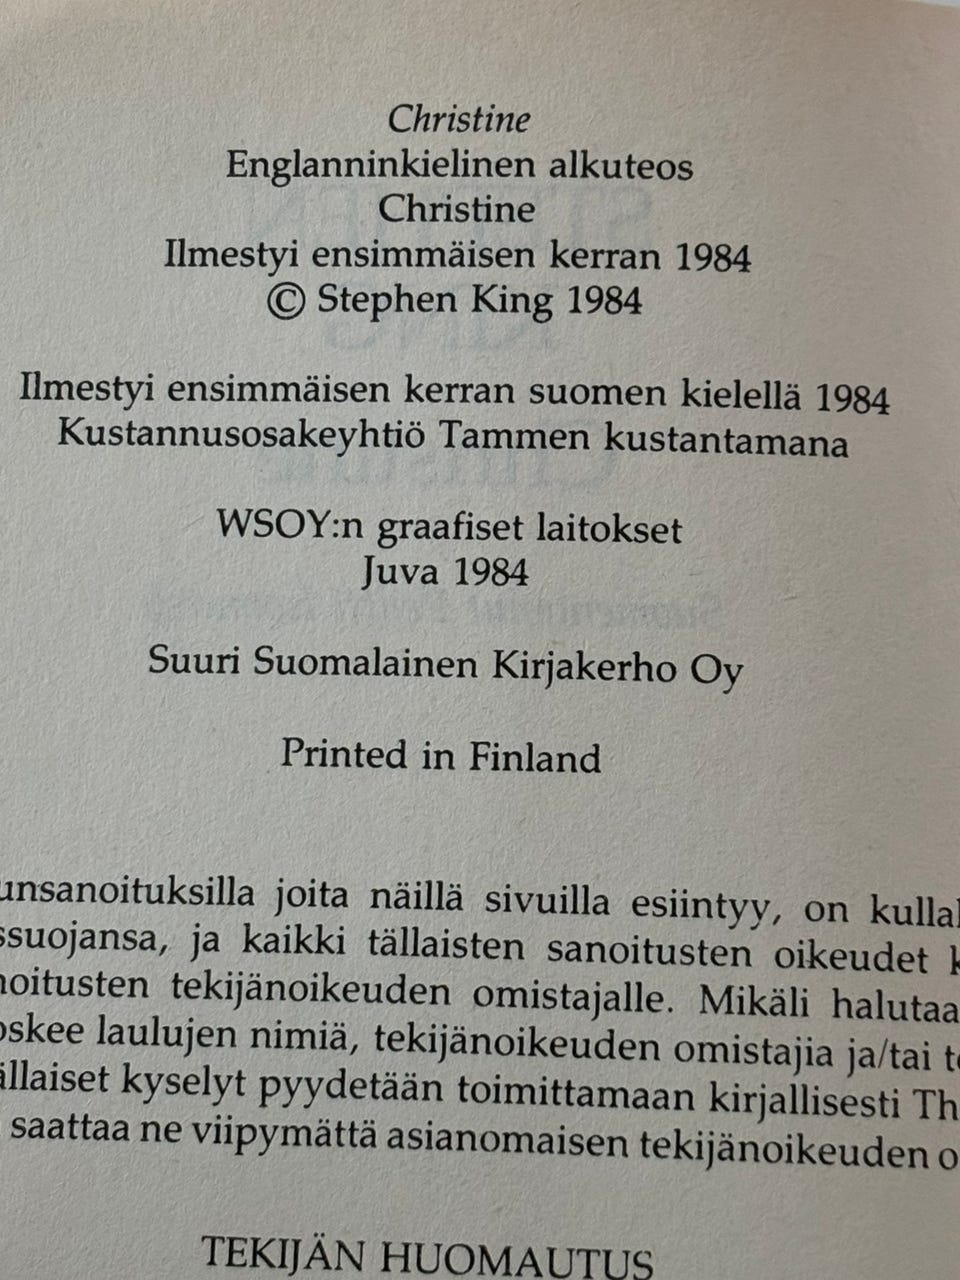 Christine
Englanninkielinen alkuteos
Christine
Ilmestyi ensimmäisen kerran 1984
© Stephen King 1984
Ilmestyi ensimmäisen kerran suomen kielellä 1984
Kustannusosakeyhtiö Tammen kustantamana
WSOY:n graafiset laitokset
Juva 1984
Suuri Suomalainen Kirjakerho Oy
Printed in Finland
unsanoituksilla joita näillä sivuilla esiintyy, on kulla
ssuojansa, ja kaikki tällaisten sanoitusten oikeudet k
noitusten tekijänoikeuden omistajalle. Mikäli halutaa
oskee laulujen nimiä, tekijänoikeuden omistajia ja/tai t
ällaiset kyselyt pyydetään toimittamaan kirjallisesti Th
saattaa ne viipymättä asianomaisen tekijänoikeuden o
TEKIJÄN HUOMAUTUS